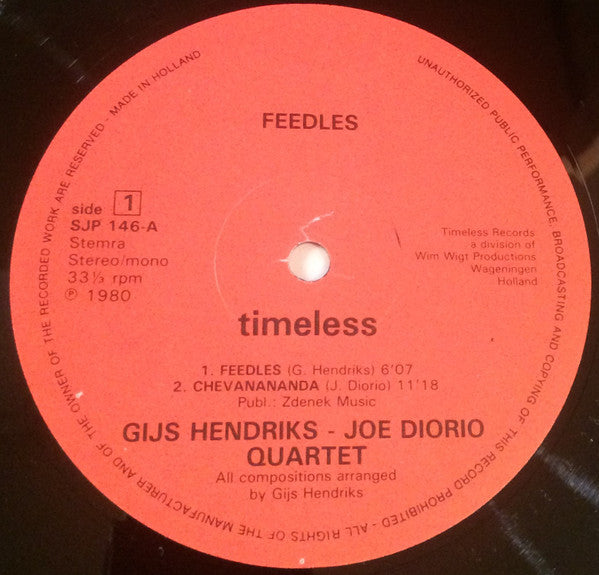 FEEDLES
side 1
SJP 146-A
Stemra
Stereo/mono
33⅓ rpm
℗ 1980
Timeless Records
a division of
Wim Wigt Productions
Wageningen
Holland
timeless
1. FEEDLES (G. Hendriks) 6'07
2. CHEVANANANDA (J. Diorio) 11'18
Publ.: Zdenek Music
GIJS HENDRIKS - JOE DIORIO
QUARTET
All compositions arranged
by Gijs Hendriks
UNAUTHORIZED PUBLIC PERFORMANCE, BROADCASTING AND COPYING OF THIS RECORD PROHIBITED - ALL RIGHTS OF THE MANUFACTURER AND OF THE OWNER OF THE RECORDED WORK ARE RESERVED - MADE IN HOLLAND